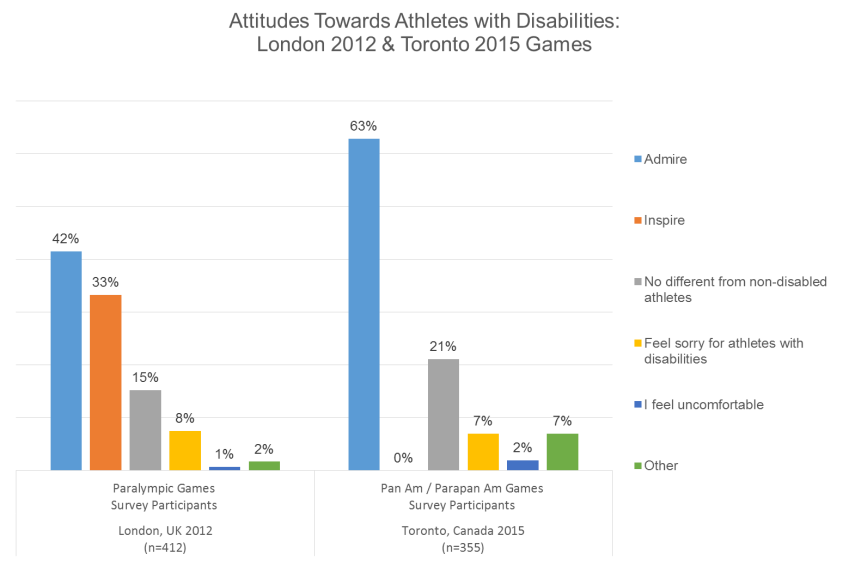 Attitudes Towards Athletes with Disabilities:
London 2012 & Toronto 2015 Games
63%
42%
33%
15%
8%
1%
2%
0%
21%
7%
2%
7%
Admire
Inspire
No different from non-disabled
athletes
Feel sorry for athletes with
disabilities
I feel uncomfortable
Other
Paralympic Games
Survey Participants
London, UK 2012
(n=412)
Pan Am / Parapan Am Games
Survey Participants
Toronto, Canada 2015
(n=355)